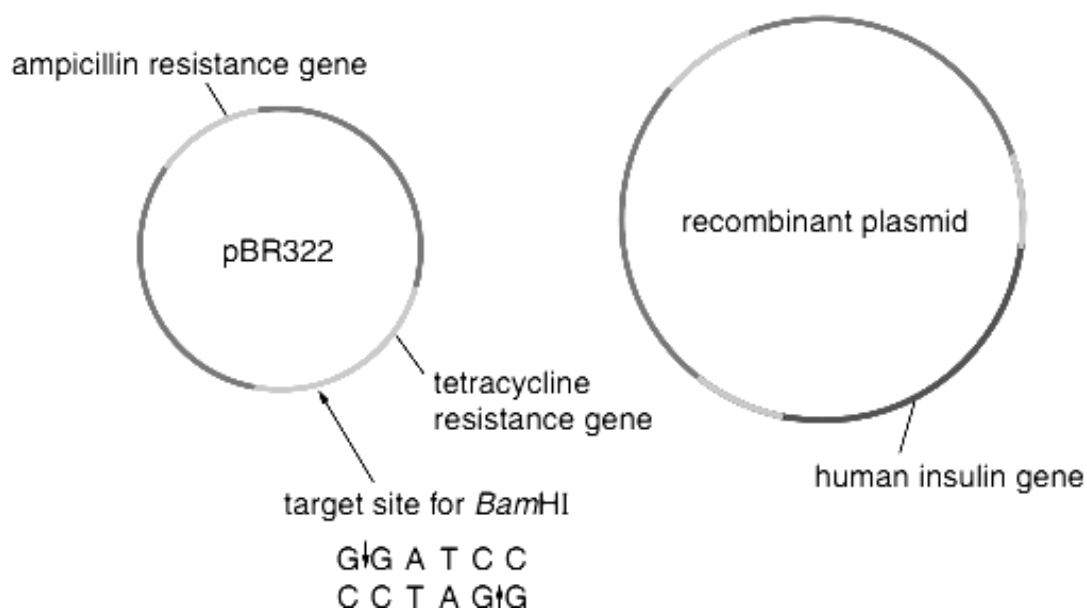 ampicillin resistance gene
pBR322
tetracycline
resistance gene
target site for BamHI
G G A T C C
C C T A G G
recombinant plasmid
human insulin gene